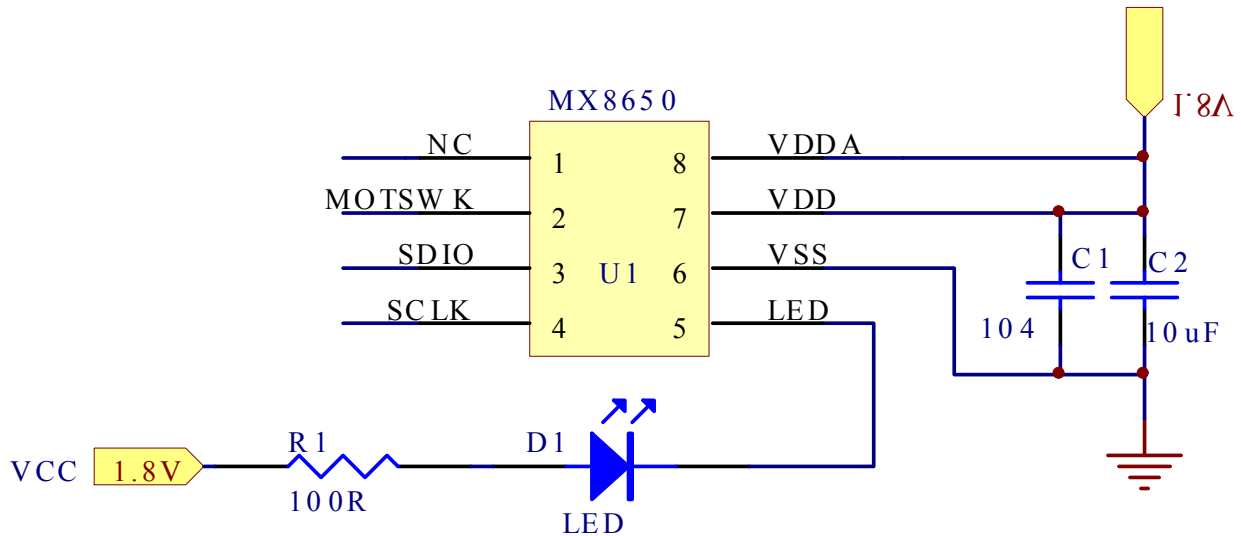 MX8650
1.8V
NC 1 8 VDDA
MOTSWK 2 7 VDD
SDIO 3 U1 6 VSS C1 C2
SCLK 4 5 LED 104 10uF
R1 D1
VCC 1.8V
100R LED